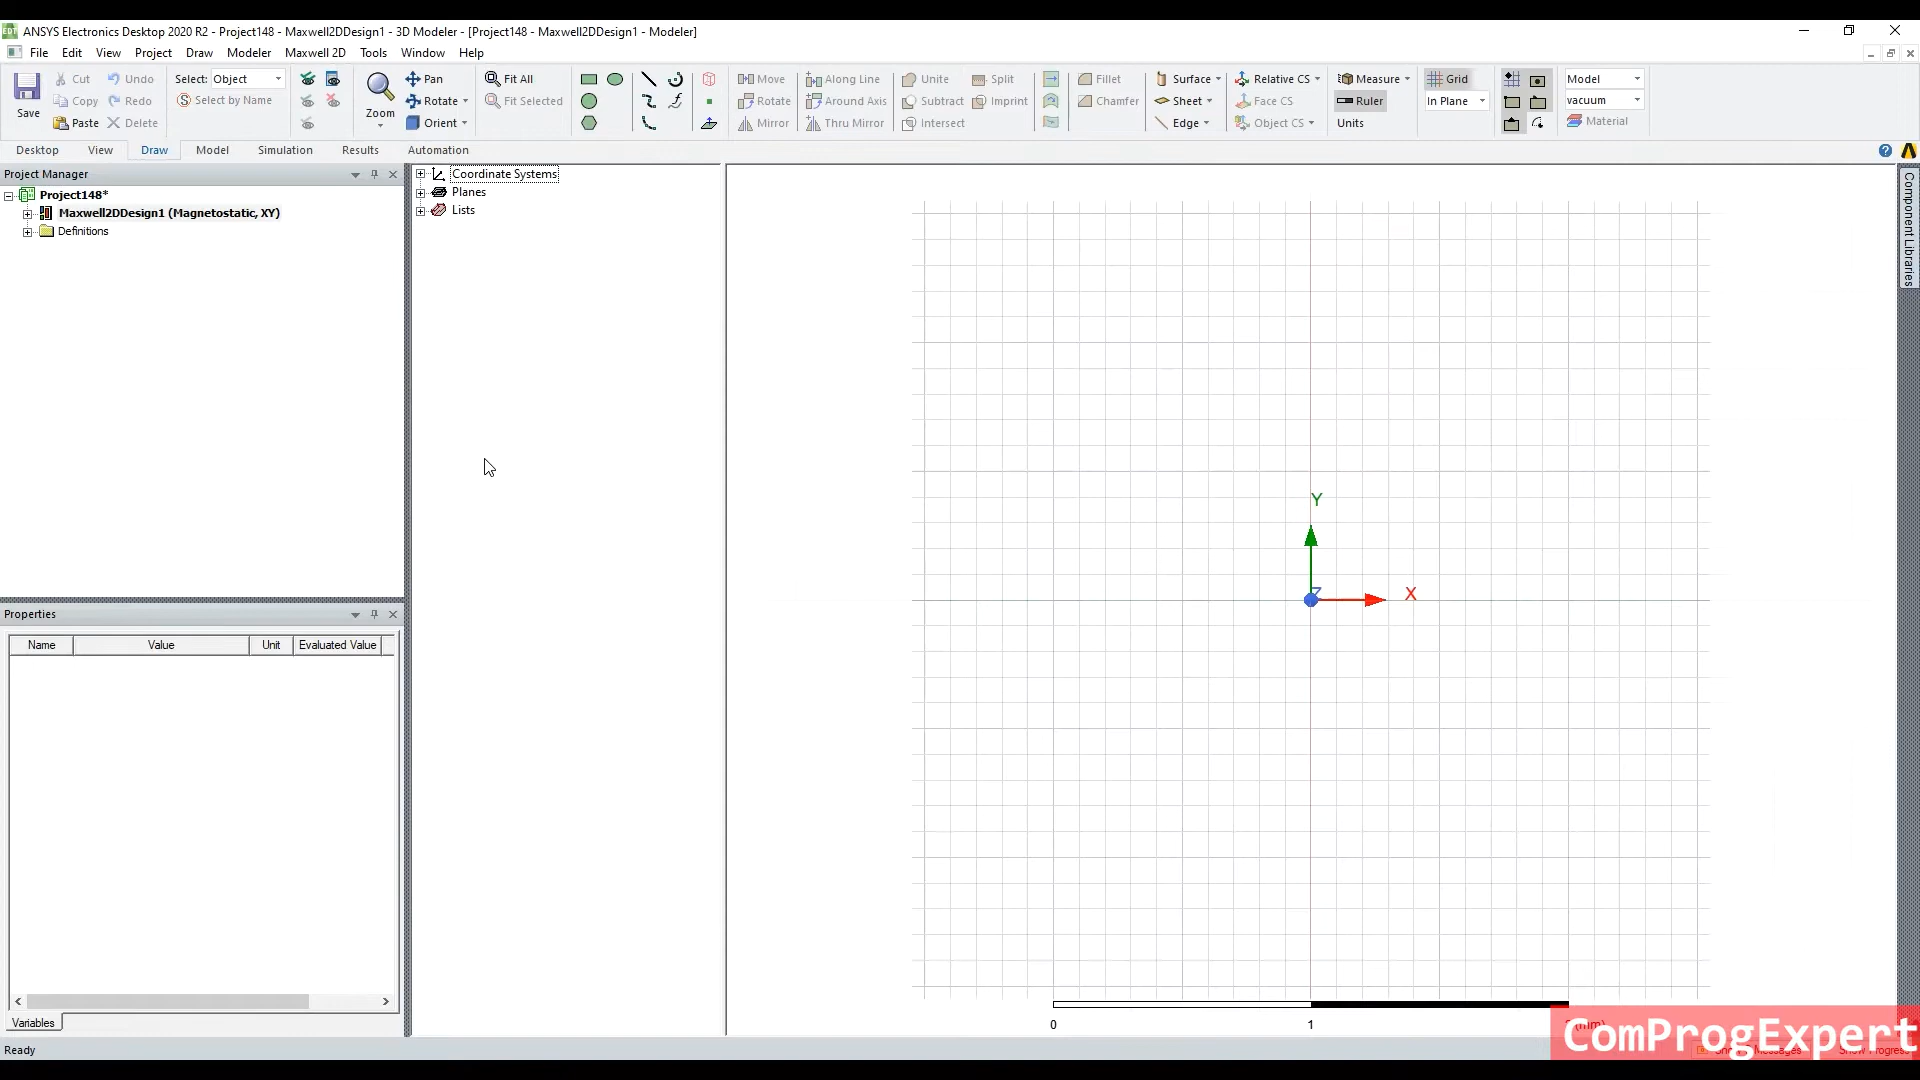 ANSYS Electronics Desktop 2020 R2 - Project148 - Maxwell2DDesign1 - 3D Modeler - [Project148 - Maxwell2DDesign1 - Modeler]
File Edit View Project Draw Modeler Maxwell 2D Tools Window Help
Save Cut Copy Paste Undo Redo Delete Select: Object Select by Name Zoom Pan Rotate Orient Fit All Fit Selected Move Rotate Mirror Along Line Around Axis Thru Mirror Unite Subtract Intersect Split Imprint Fillet Chamfer Surface Sheet Edge Relative CS Face CS Object CS Measure Ruler Units Grid In Plane Model vacuum Material
Desktop View Draw Model Simulation Results Automation
Project Manager
Project148*
Maxwell2DDesign1 (Magnetostatic, XY)
Definitions
Coordinate Systems
Planes
Lists
Component Libraries
Y
Z
X
Properties
Name Value Unit Evaluated Value
Variables
0 1 (mm)
Ready
ComProgExpert